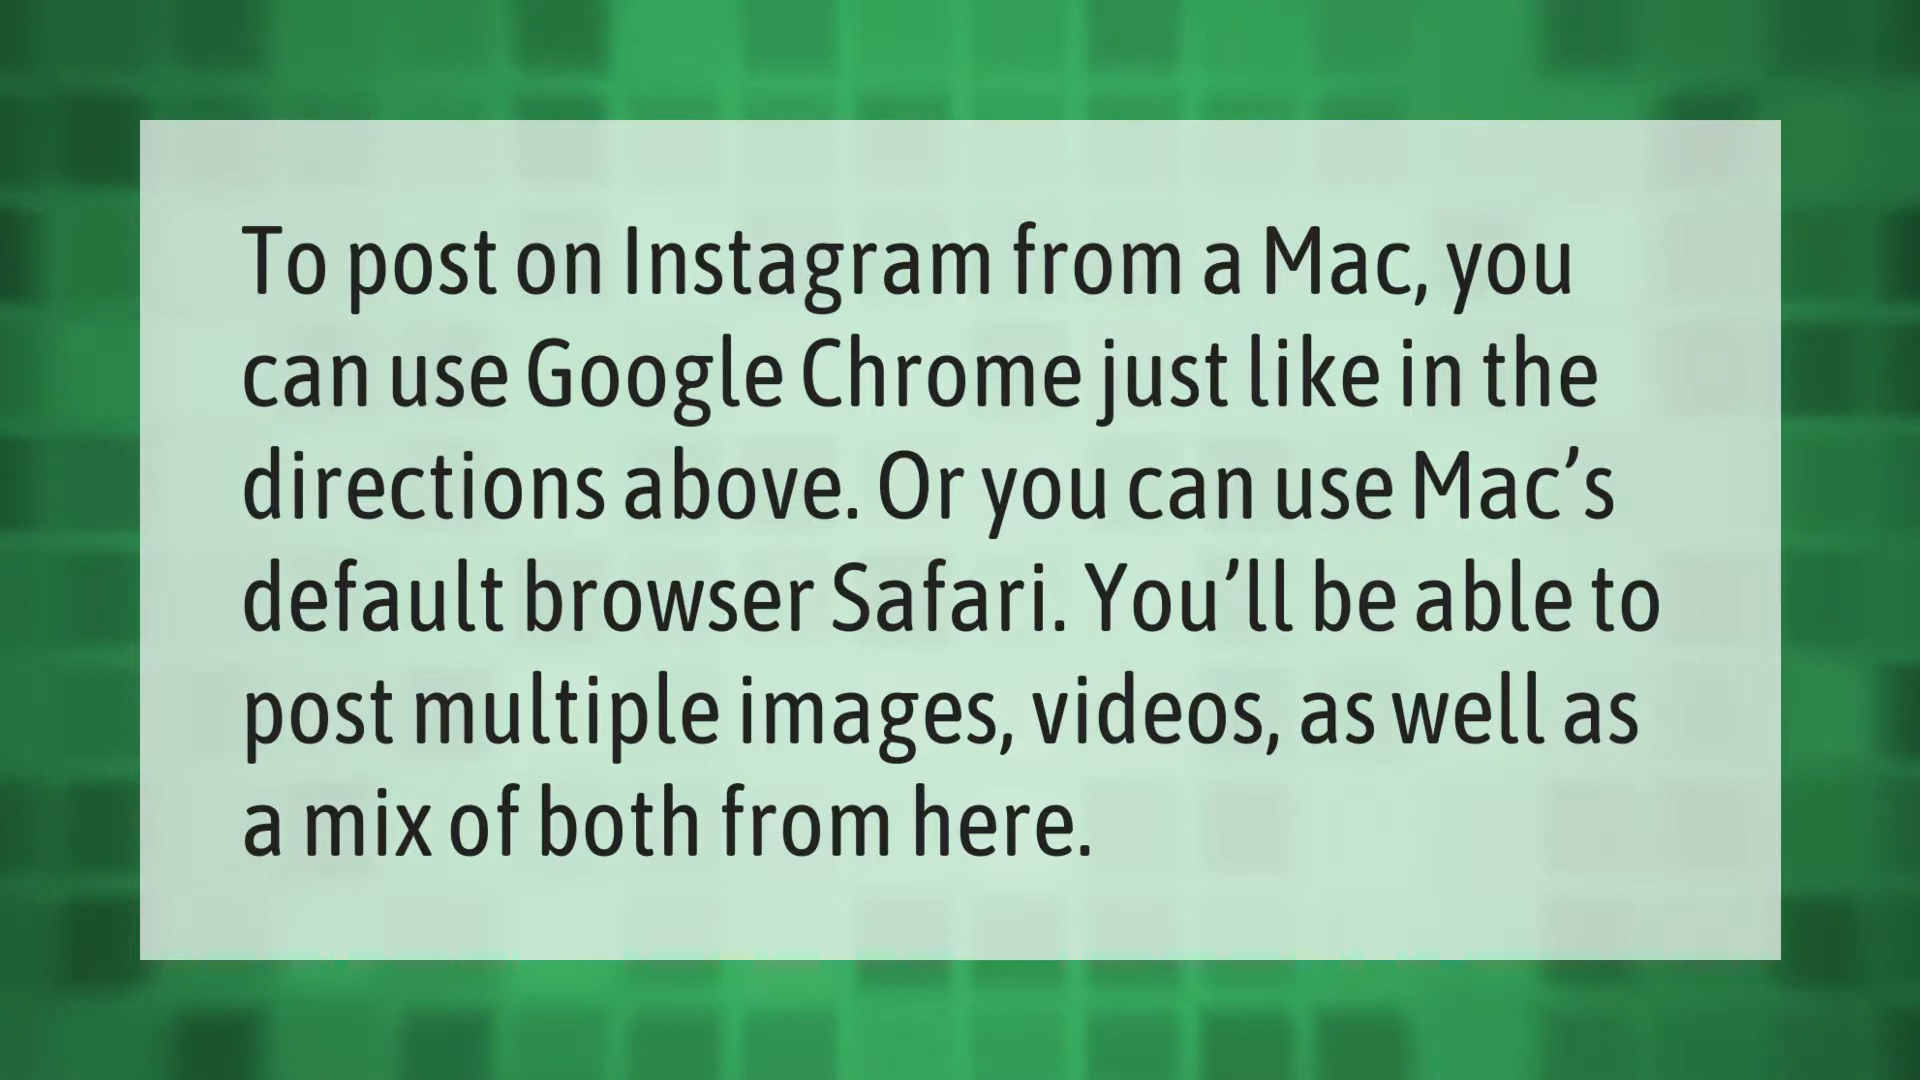 To post on Instagram from a Mac, you
can use Google Chrome just like in the
directions above. Or you can use Mac’s
default browser Safari. You’ll be able to
post multiple images, videos, as well as
a mix of both from here.